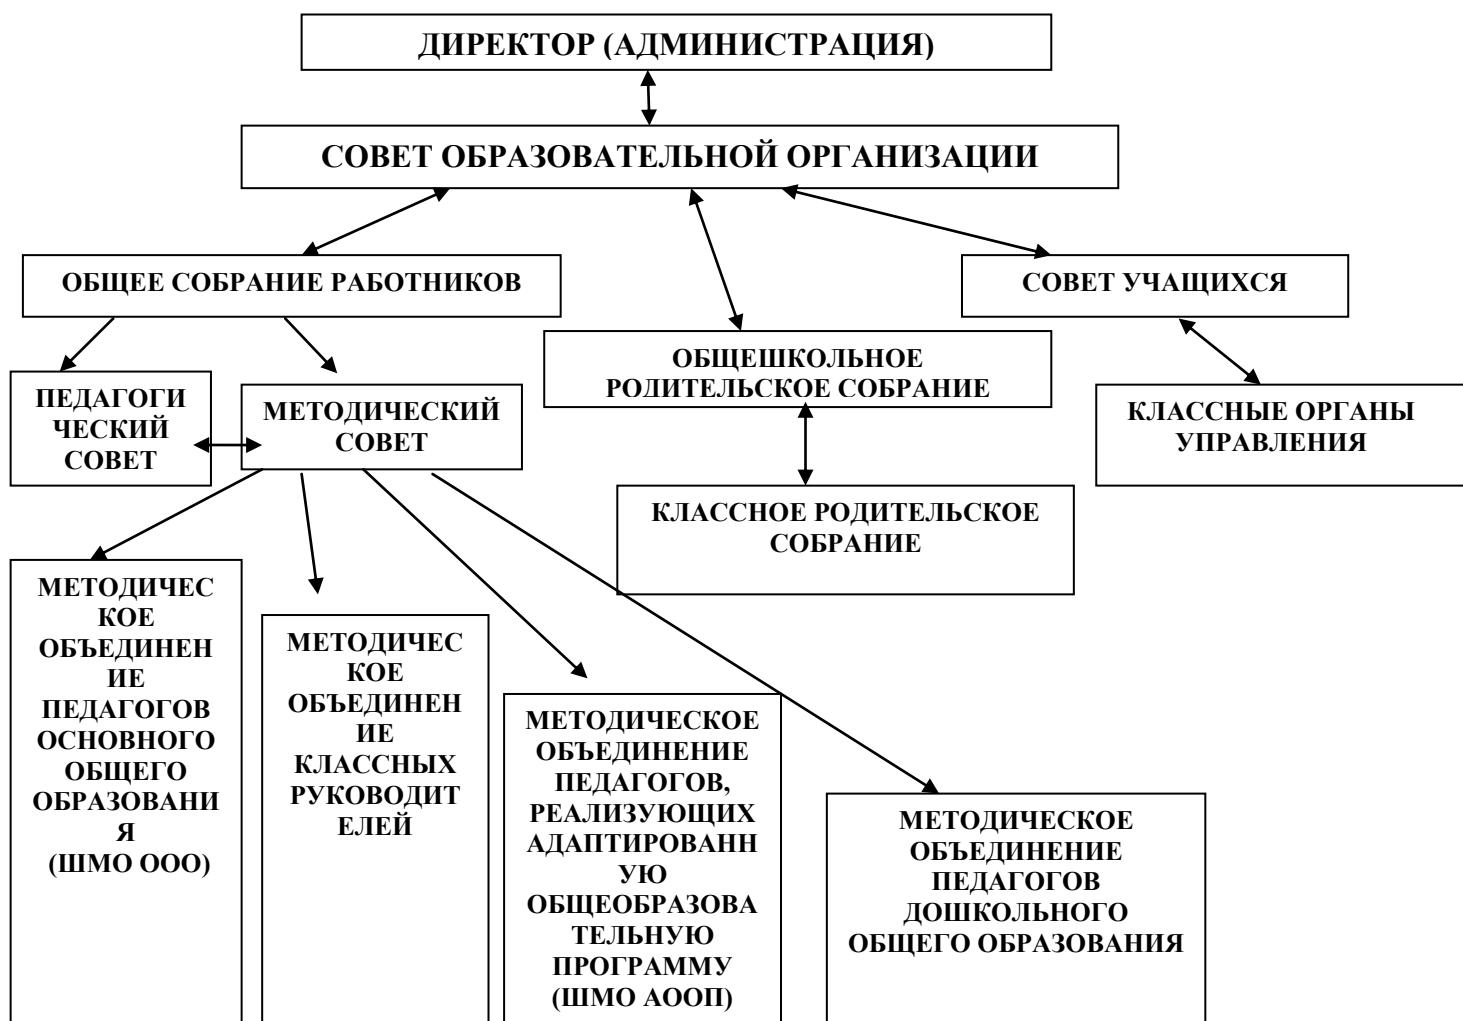 ДИРЕКТОР (АДМИНИСТРАЦИЯ)
СОВЕТ ОБРАЗОВАТЕЛЬНОЙ ОРГАНИЗАЦИИ
ОБЩЕЕ СОБРАНИЕ РАБОТНИКОВ
СОВЕТ УЧАЩИХСЯ
ОБЩЕШКОЛЬНОЕ
РОДИТЕЛЬСКОЕ СОБРАНИЕ
ПЕДАГОГИ
ЧЕСКИЙ
СОВЕТ
МЕТОДИЧЕСКИЙ
СОВЕТ
КЛАССНЫЕ ОРГАНЫ
УПРАВЛЕНИЯ
КЛАССНОЕ РОДИТЕЛЬСКОЕ
СОБРАНИЕ
МЕТОДИЧЕС
КОЕ
ОБЪЕДИНЕН
ИЕ
ПЕДАГОГОВ
ОСНОВНОГО
ОБЩЕГО
ОБРАЗОВАНИ
Я
(ШМО ООО)
МЕТОДИЧЕС
КОЕ
ОБЪЕДИНЕН
ИЕ
КЛАССНЫХ
РУКОВОДИТ
ЕЛЕЙ
МЕТОДИЧЕСКОЕ
ОБЪЕДИНЕНИЕ
ПЕДАГОГОВ,
РЕАЛИЗУЮЩИХ
АДАПТИРОВАНН
УЮ
ОБЩЕОБРАЗОВА
ТЕЛЬНУЮ
ПРОГРАММУ
(ШМО АООП)
МЕТОДИЧЕСКОЕ
ОБЪЕДИНЕНИЕ
ПЕДАГОГОВ
ДОШКОЛЬНОГО
ОБЩЕГО ОБРАЗОВАНИЯ